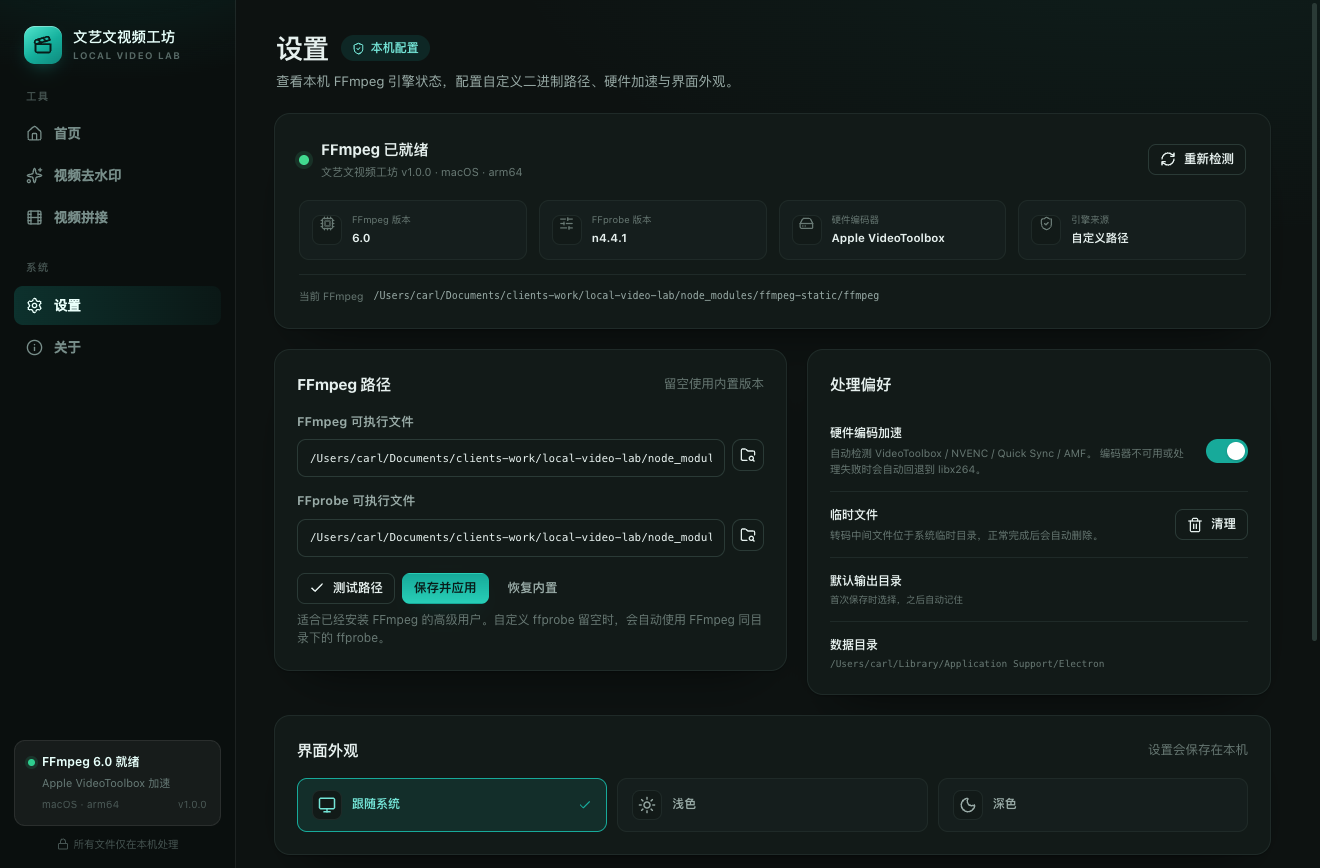 文艺文视频工坊
LOCAL VIDEO LAB
工具
首页
视频去水印
视频拼接
系统
设置
关于
FFmpeg 6.0 就绪
Apple VideoToolbox 加速
macOS · arm64 v1.0.0
所有文件仅在本机处理
设置 本机配置
查看本机 FFmpeg 引擎状态，配置自定义二进制路径、硬件加速与界面外观。
FFmpeg 已就绪
文艺文视频工坊 v1.0.0 · macOS · arm64
重新检测
FFmpeg 版本
6.0
FFprobe 版本
n4.4.1
硬件编码器
Apple VideoToolbox
引擎来源
自定义路径
当前 FFmpeg /Users/carl/Documents/clients-work/local-video-lab/node_modules/ffmpeg-static/ffmpeg
FFmpeg 路径 留空使用内置版本
FFmpeg 可执行文件
/Users/carl/Documents/clients-work/local-video-lab/node_modul
FFprobe 可执行文件
/Users/carl/Documents/clients-work/local-video-lab/node_modul
测试路径 保存并应用 恢复内置
适合已经安装 FFmpeg 的高级用户。自定义 ffprobe 留空时，会自动使用 FFmpeg 同目
录下的 ffprobe。
处理偏好
硬件编码加速
自动检测 VideoToolbox / NVENC / Quick Sync / AMF。 编码器不可用或处
理失败时会自动回退到 libx264。
临时文件
转码中间文件位于系统临时目录，正常完成后会自动删除。
清理
默认输出目录
首次保存时选择，之后自动记住
数据目录
/Users/carl/Library/Application Support/Electron
界面外观 设置会保存在本机
跟随系统 浅色 深色